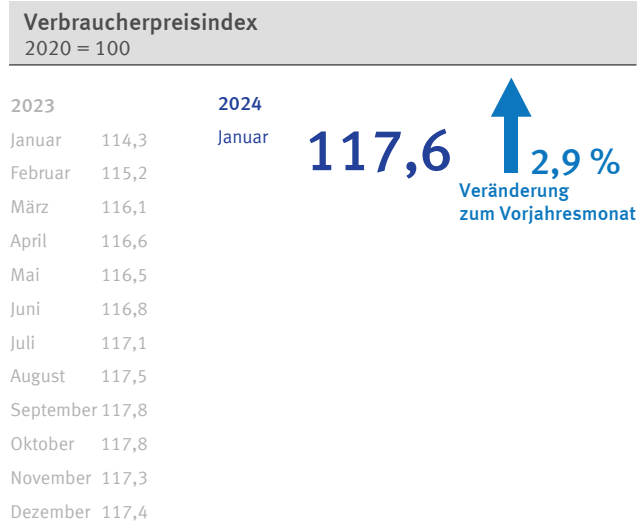 Verbraucherpreisindex
2020 = 100
2023
Januar 114,3
Februar 115,2
März 116,1
April 116,6
Mai 116,5
Juni 116,8
Juli 117,1
August 117,5
September 117,8
Oktober 117,8
November 117,3
Dezember 117,4
2024
Januar 117,6
2,9 %
Veränderung
zum Vorjahresmonat